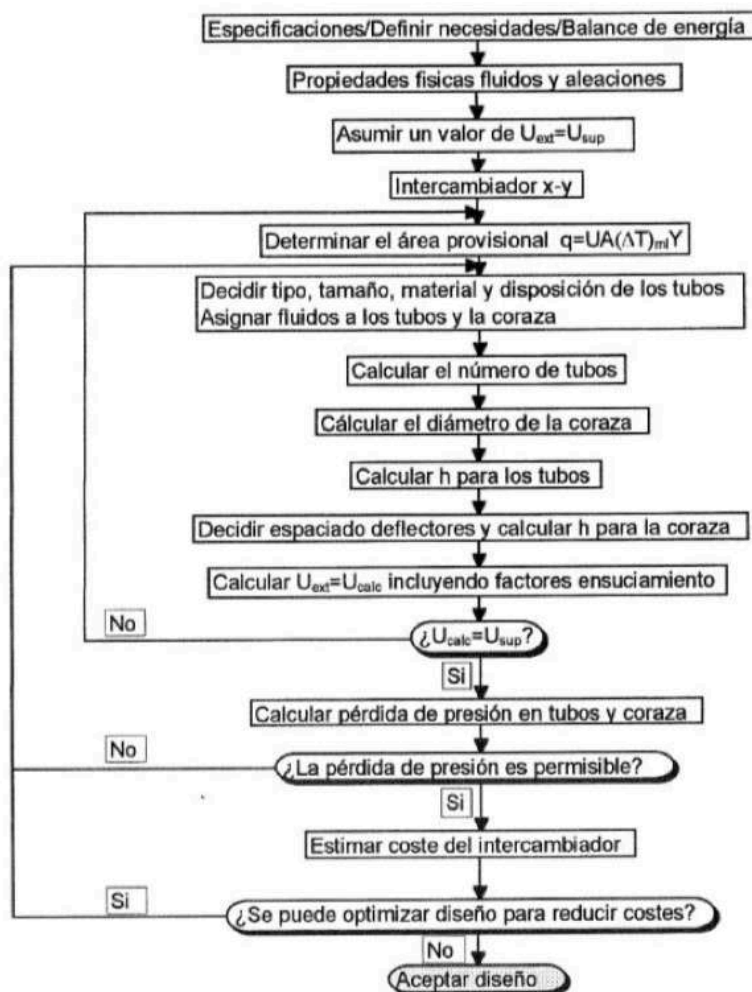 Especificaciones/Definir necesidades/Balance de energía
Propiedades fisicas fluidos y aleaciones
Asumir un valor de Uext=Usup
Intercambiador x-y
Determinar el área provisional q=UA(ΔT)mlY
Decidir tipo, tamaño, material y disposición de los tubos
Asignar fluidos a los tubos y la coraza
Calcular el número de tubos
Cálcular el diámetro de la coraza
Calcular h para los tubos
Decidir espaciado deflectores y calcular h para la coraza
Calcular Uext=Ucalc incluyendo factores ensuciamiento
No
¿Ucalc=Usup?
Si
Calcular pérdida de presión en tubos y coraza
No
¿La pérdida de presión es permisible?
Si
Estimar coste del intercambiador
Si
¿Se puede optimizar diseño para reducir costes?
No
Aceptar diseño